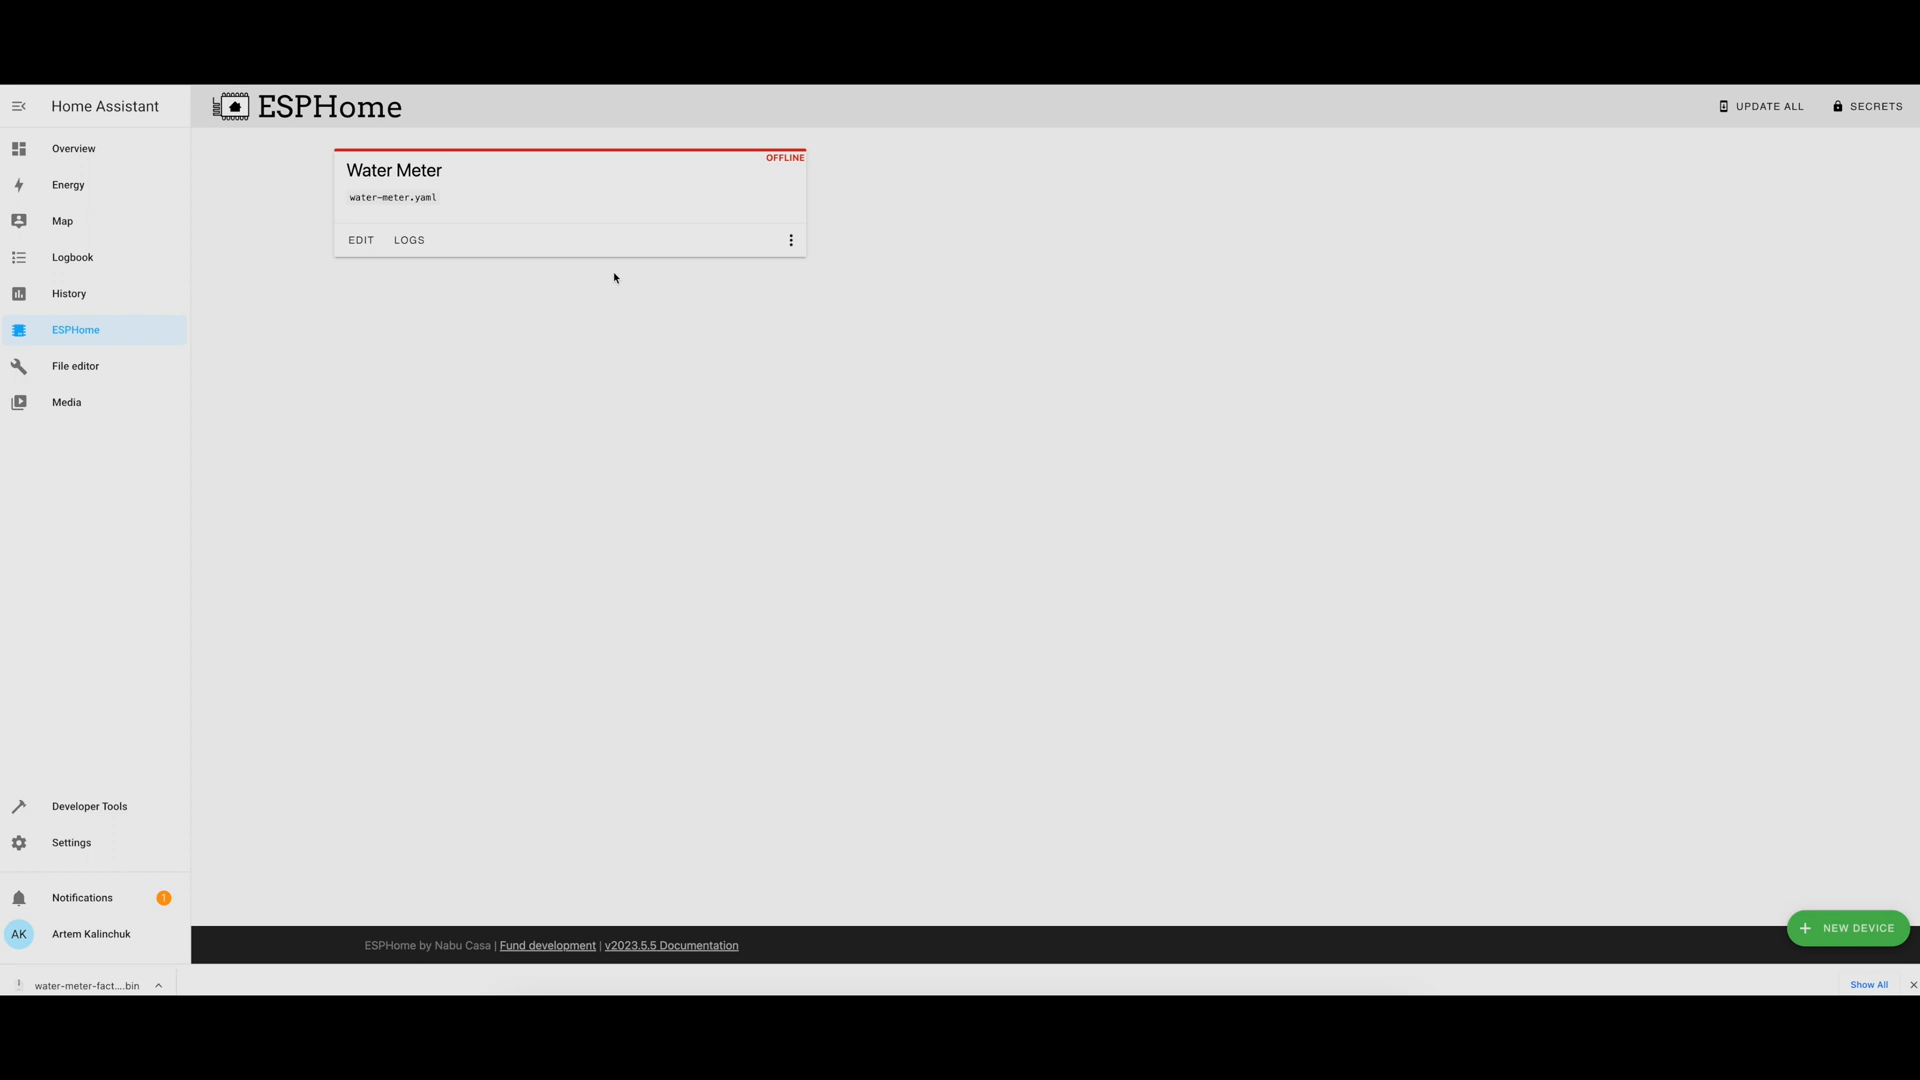 Home Assistant
ESPHome
UPDATE ALL
SECRETS
Overview
Energy
Map
Logbook
History
ESPHome
File editor
Media
OFFLINE
Water Meter
water-meter.yaml
EDIT
LOGS
Developer Tools
Settings
Notifications
1
AK
Artem Kalinchuk
NEW DEVICE
ESPHome by Nabu Casa | Fund development | v2023.5.5 Documentation
water-meter-fact....bin
Show All